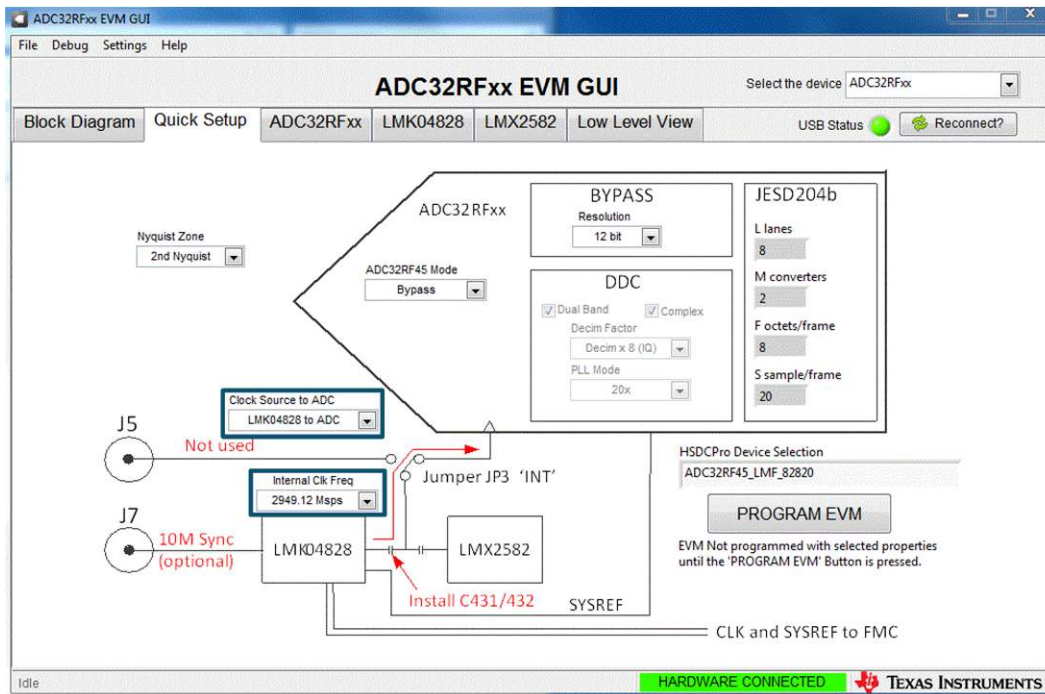 ADC32RFxx EVM GUI
File Debug Settings Help
ADC32RFxx EVM GUI
Select the device ADC32RFxx
Block Diagram Quick Setup ADC32RFxx LMK04828 LMX2582 Low Level View
USB Status Reconnect?
ADC32RFxx
BYPASS
Resolution
12 bit
JESD204b
L lanes
8
M converters
2
F octets/frame
8
S sample/frame
20
Nyquist Zone
2nd Nyquist
ADC32RF45 Mode
Bypass
DDC
Dual Band Complex
Decim Factor
Decim x 8 (IQ)
PLL Mode
20x
Clock Source to ADC
LMK04828 to ADC
J5
Not used
Jumper JP3 'INT'
Internal Clk Freq
2949.12 Msps
J7
10M Sync
(optional)
LMK04828
LMX2582
Install C431/432
SYSREF
CLK and SYSREF to FMC
HSDCPro Device Selection
ADC32RF45_LMF_82820
PROGRAM EVM
EVM Not programmed with selected properties
until the 'PROGRAM EVM' Button is pressed.
Idle
HARDWARE CONNECTED
TEXAS INSTRUMENTS